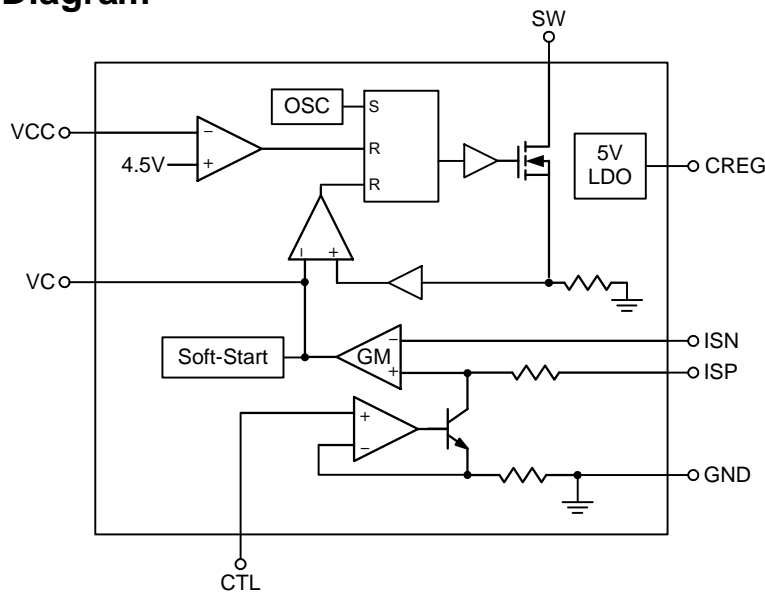 Diagram
SW
OSC
S
VCC
−
R
5V
LDO
CREG
4.5V
+
R
− +
VC
Soft-Start
GM
−
ISN
+
ISP
+
−
GND
CTL